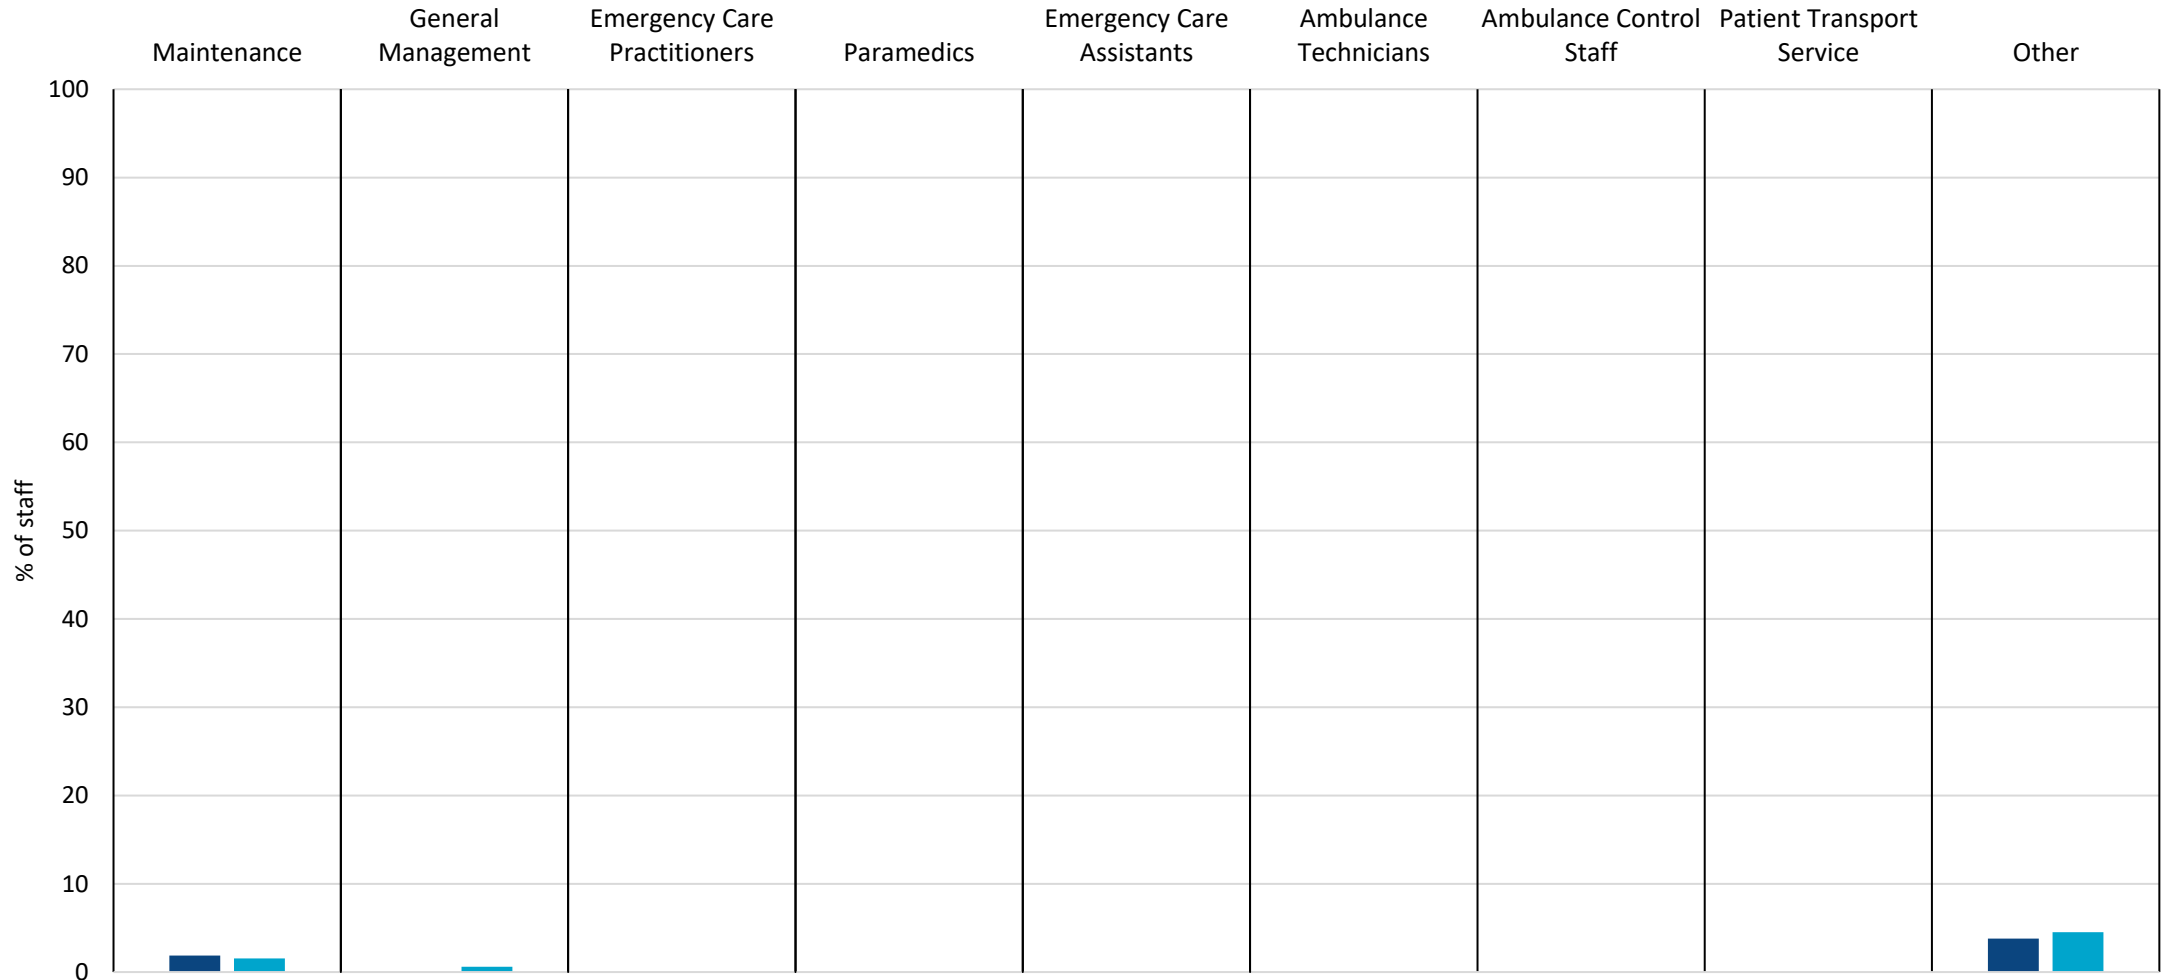 Maintenance
General
Management
Emergency Care
Practitioners
Paramedics
Emergency Care
Assistants
Ambulance
Technicians
Ambulance Control
Staff
Patient Transport
Service
Other
% of staff
100
90
80
70
60
50
40
30
20
10
0